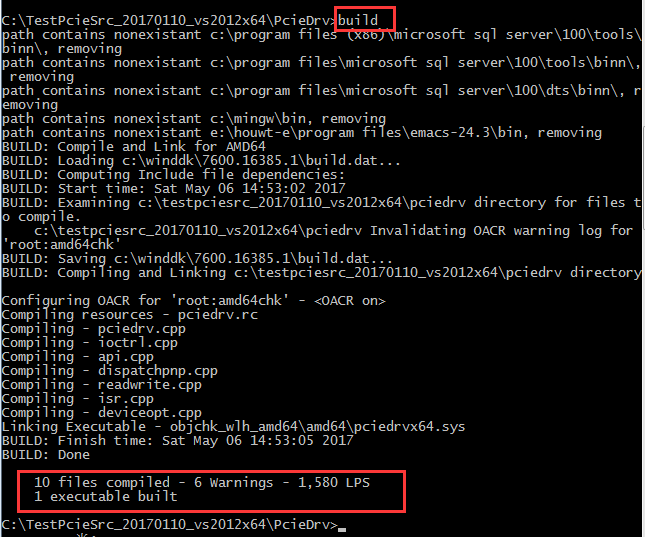 C:\TestPcieSrc_20170110_vs2012x64\PcieDrv>build
path contains nonexistant c:\program files (x86)\microsoft sql server\100\tools\
binn\, removing
path contains nonexistant c:\program files\microsoft sql server\100\tools\binn\,
 removing
path contains nonexistant c:\program files\microsoft sql server\100\dts\binn\, r
emoving
path contains nonexistant c:\mingw\bin, removing
path contains nonexistant e:\houwt-e\program files\emacs-24.3\bin, removing
BUILD: Compile and Link for AMD64
BUILD: Loading c:\winddk\7600.16385.1\build.dat...
BUILD: Computing Include file dependencies:
BUILD: Start time: Sat May 06 14:53:02 2017
BUILD: Examining c:\testpciesrc_20170110_vs2012x64\pciedrv directory for files t
o compile.
    c:\testpciesrc_20170110_vs2012x64\pciedrv Invalidating OACR warning log for
'root:amd64chk'
BUILD: Saving c:\winddk\7600.16385.1\build.dat...
BUILD: Compiling and Linking c:\testpciesrc_20170110_vs2012x64\pciedrv directory
Configuring OACR for 'root:amd64chk' - <OACR on>
Compiling resources - pciedrv.rc
Compiling - pciedrv.cpp
Compiling - ioctrl.cpp
Compiling - api.cpp
Compiling - dispatchpnp.cpp
Compiling - readwrite.cpp
Compiling - isr.cpp
Compiling - deviceopt.cpp
Linking Executable - objchk_wlh_amd64\amd64\pciedrvx64.sys
BUILD: Finish time: Sat May 06 14:53:05 2017
BUILD: Done
    10 files compiled - 6 Warnings - 1,580 LPS
    1 executable built
C:\TestPcieSrc_20170110_vs2012x64\PcieDrv>